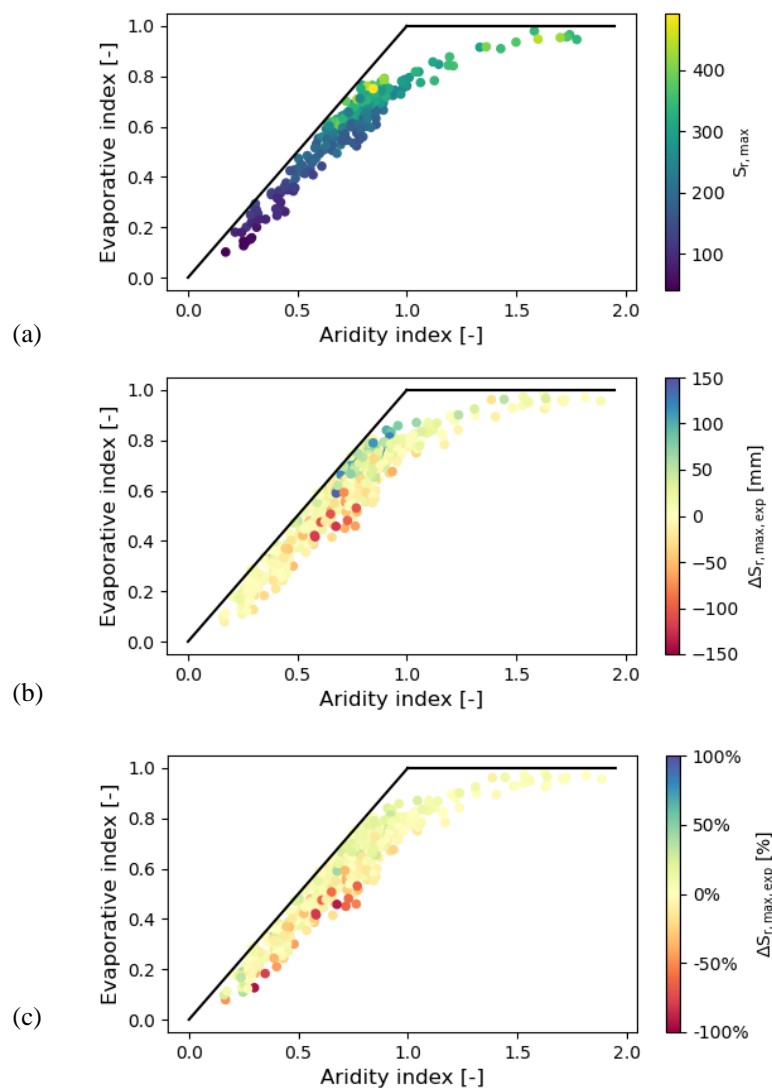 1.0
0.8
0.6
0.4
0.2
0.0
Evaporative index [-]
0.0 0.5 1.0 1.5 2.0
Aridity index [-]
400
300
200
100
Sr,max
(a)
1.0
0.8
0.6
0.4
0.2
0.0
Evaporative index [-]
0.0 0.5 1.0 1.5 2.0
Aridity index [-]
150
100
50
0
−50
−100
−150
ΔSr,max,exp [mm]
(b)
1.0
0.8
0.6
0.4
0.2
0.0
Evaporative index [-]
0.0 0.5 1.0 1.5 2.0
Aridity index [-]
100%
50%
0%
-50%
-100%
ΔSr,max,exp [%]
(c)